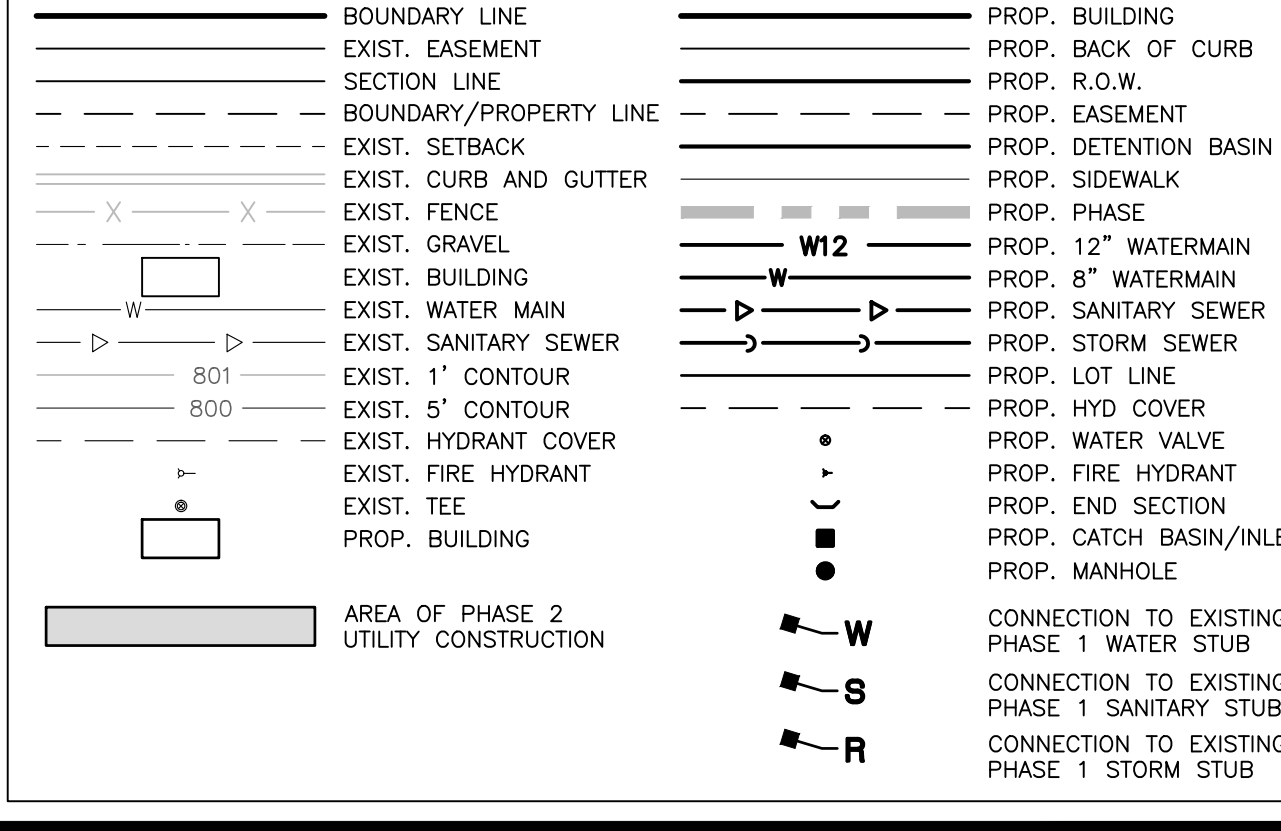 BOUNDARY LINE
EXIST. EASEMENT
SECTION LINE
BOUNDARY/PROPERTY LINE
EXIST. SETBACK
EXIST. CURB AND GUTTER
X X EXIST. FENCE
EXIST. GRAVEL
EXIST. BUILDING
W EXIST. WATER MAIN
EXIST. SANITARY SEWER
801 EXIST. 1' CONTOUR
800 EXIST. 5' CONTOUR
EXIST. HYDRANT COVER
EXIST. FIRE HYDRANT
EXIST. TEE
PROP. BUILDING
AREA OF PHASE 2
UTILITY CONSTRUCTION
PROP. BUILDING
PROP. BACK OF CURB
PROP. R.O.W.
PROP. EASEMENT
PROP. DETENTION BASIN
PROP. SIDEWALK
PROP. PHASE
W12 PROP. 12" WATERMAIN
W PROP. 8" WATERMAIN
PROP. SANITARY SEWER
PROP. STORM SEWER
PROP. LOT LINE
PROP. HYD COVER
PROP. WATER VALVE
PROP. FIRE HYDRANT
PROP. END SECTION
PROP. CATCH BASIN/INLE
PROP. MANHOLE
W CONNECTION TO EXISTING
PHASE 1 WATER STUB
S CONNECTION TO EXISTING
PHASE 1 SANITARY STUB
R CONNECTION TO EXISTING
PHASE 1 STORM STUB